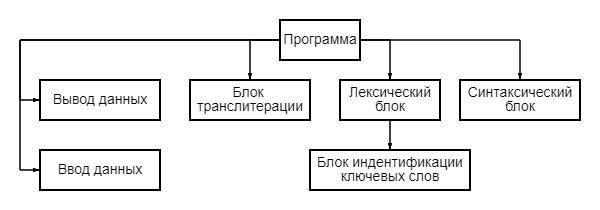 Программа
Вывод данных
Блок
транслитерации
Лексический
блок
Синтаксический
блок
Ввод данных
Блок индентификации
ключевых слов